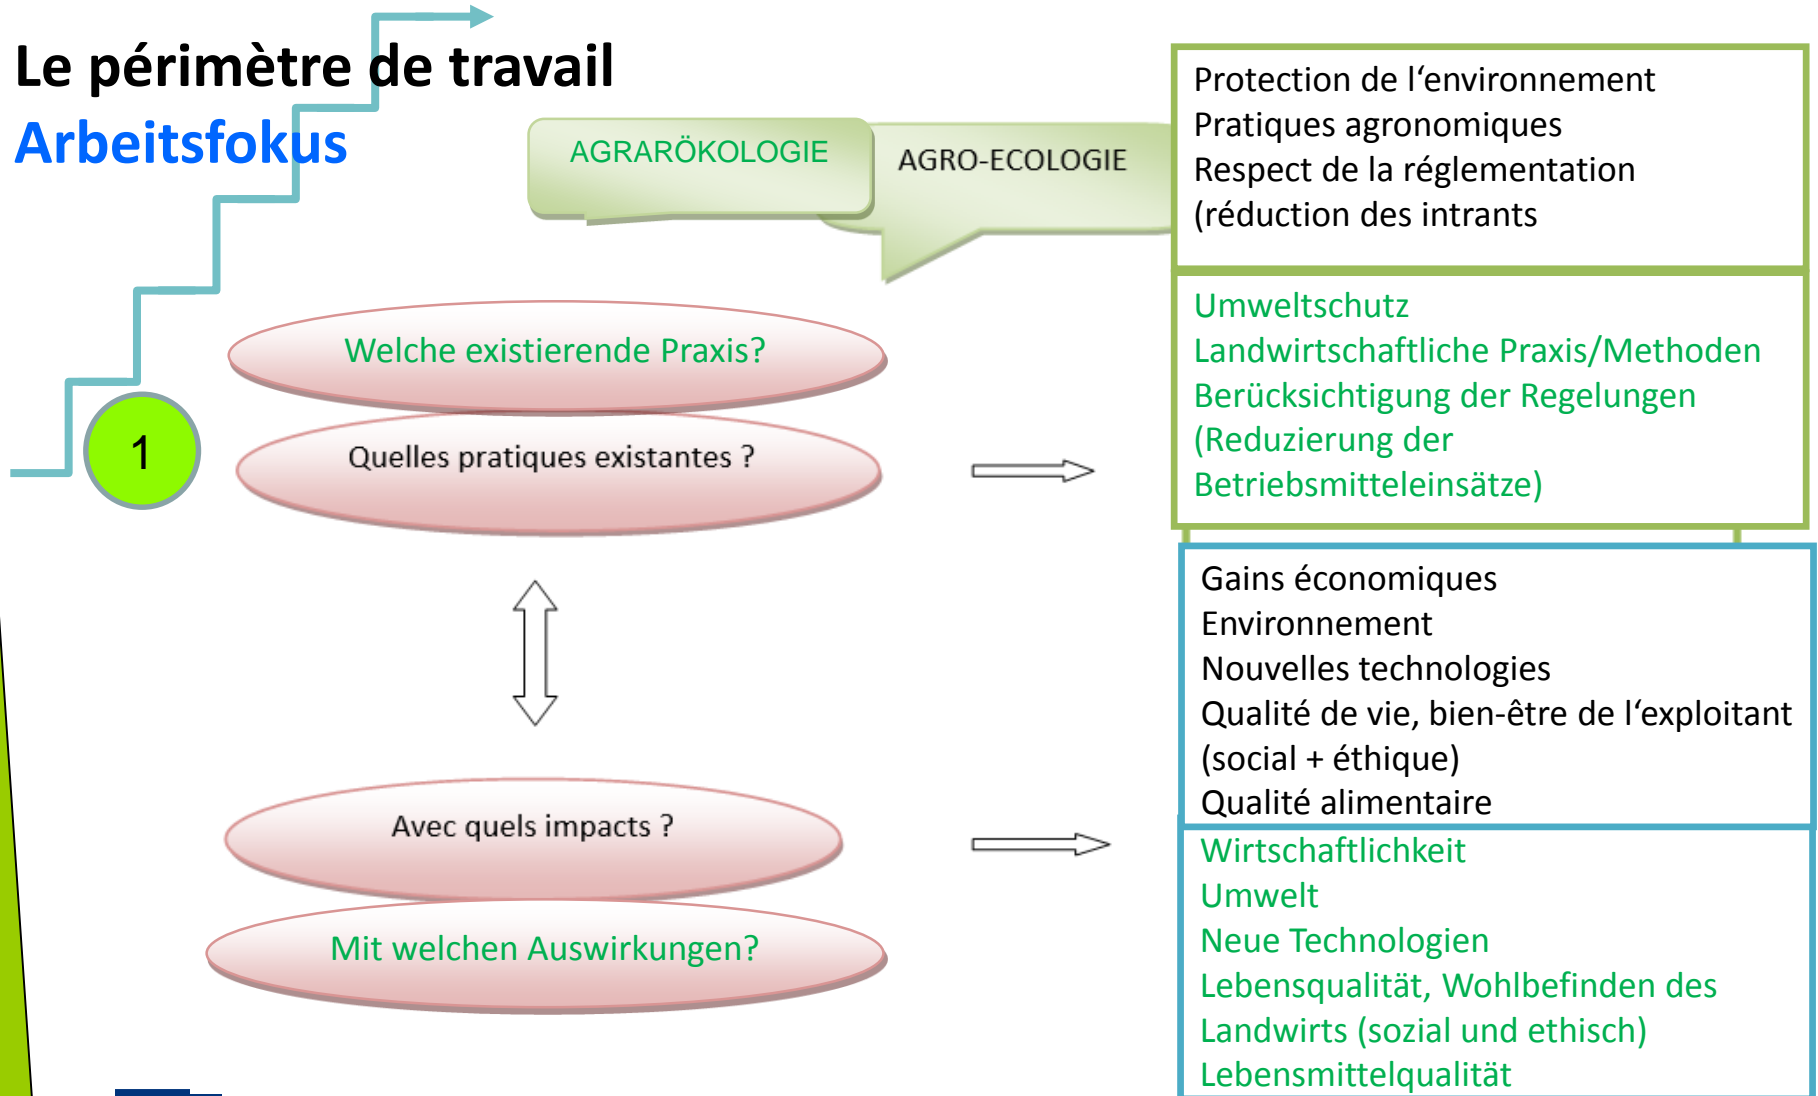 Le périmètre de travail
Arbeitsfokus
AGRARÖKOLOGIE
AGRO-ECOLOGIE
Protection de l‘environnement
Pratiques agronomiques
Respect de la réglementation
(réduction des intrants
Umweltschutz
Landwirtschaftliche Praxis/Methoden
Berücksichtigung der Regelungen
(Reduzierung der
Betriebsmitteleinsätze)
1
Welche existierende Praxis?
Quelles pratiques existantes ?
Gains économiques
Environnement
Nouvelles technologies
Qualité de vie, bien-être de l‘exploitant
(social + éthique)
Qualité alimentaire
Avec quels impacts ?
Mit welchen Auswirkungen?
Wirtschaftlichkeit
Umwelt
Neue Technologien
Lebensqualität, Wohlbefinden des
Landwirts (sozial und ethisch)
Lebensmittelqualität